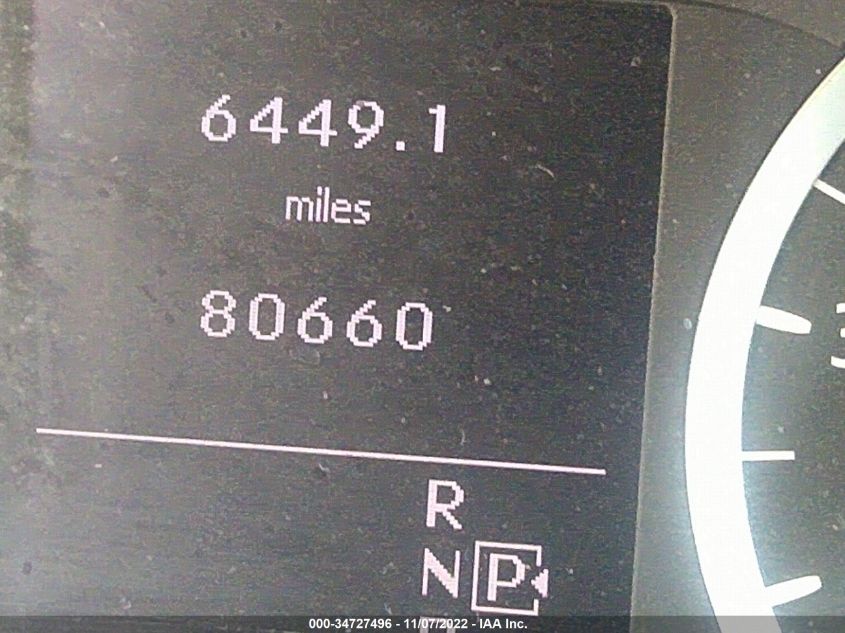 6449.1
miles
80660
R
N P
000-34727496 - 11/07/2022 - IAA Inc.